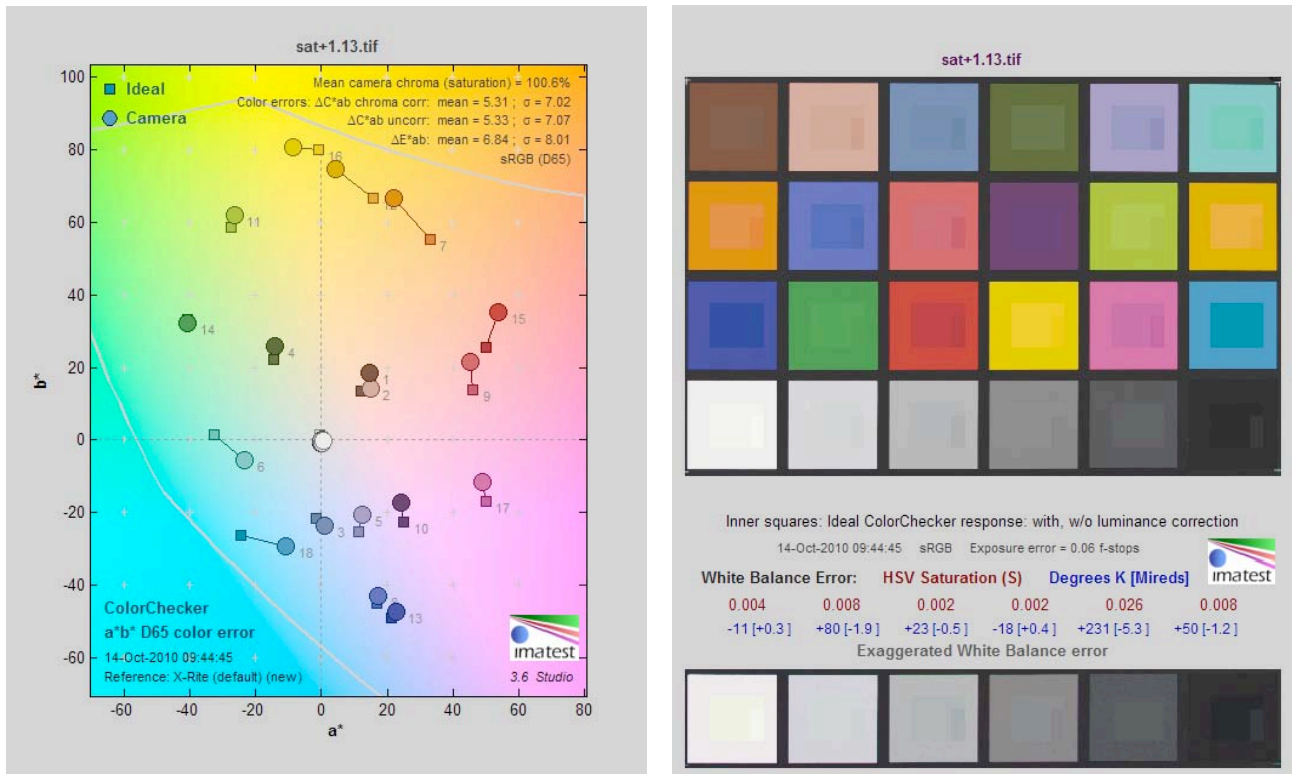 sat+1.13.tif
Ideal
Camera
Mean camera chroma (saturation) = 100.6%
Color errors: ΔC*ab chroma corr: mean = 5.31 ; σ = 7.02
ΔC*ab uncorr: mean = 5.33 ; σ = 7.07
ΔE*ab: mean = 6.84 ; σ = 8.01
sRGB (D65)
100
80
60
40
20
0
-20
-40
-60
b*
16
7
11
15
14
4
1
2
9
6
17
5
3
10
18
13
ColorChecker
a*b* D65 color error
14-Oct-2010 09:44:45
Reference: X-Rite (default) (new)
imatest
3.6 Studio
-60 -40 -20 0 20 40 60 80
a*
sat+1.13.tif
Inner squares: Ideal ColorChecker response: with, w/o luminance correction
14-Oct-2010 09:44:45 sRGB Exposure error = 0.06 f-stops
imatest
White Balance Error: HSV Saturation (S) Degrees K [Mireds]
0.004 0.008 0.002 0.002 0.026 0.008
-11 [+0.3 ] +80 [-1.9 ] +23 [-0.5 ] -18 [+0.4 ] +231 [-5.3 ] +50 [-1.2 ]
Exaggerated White Balance error